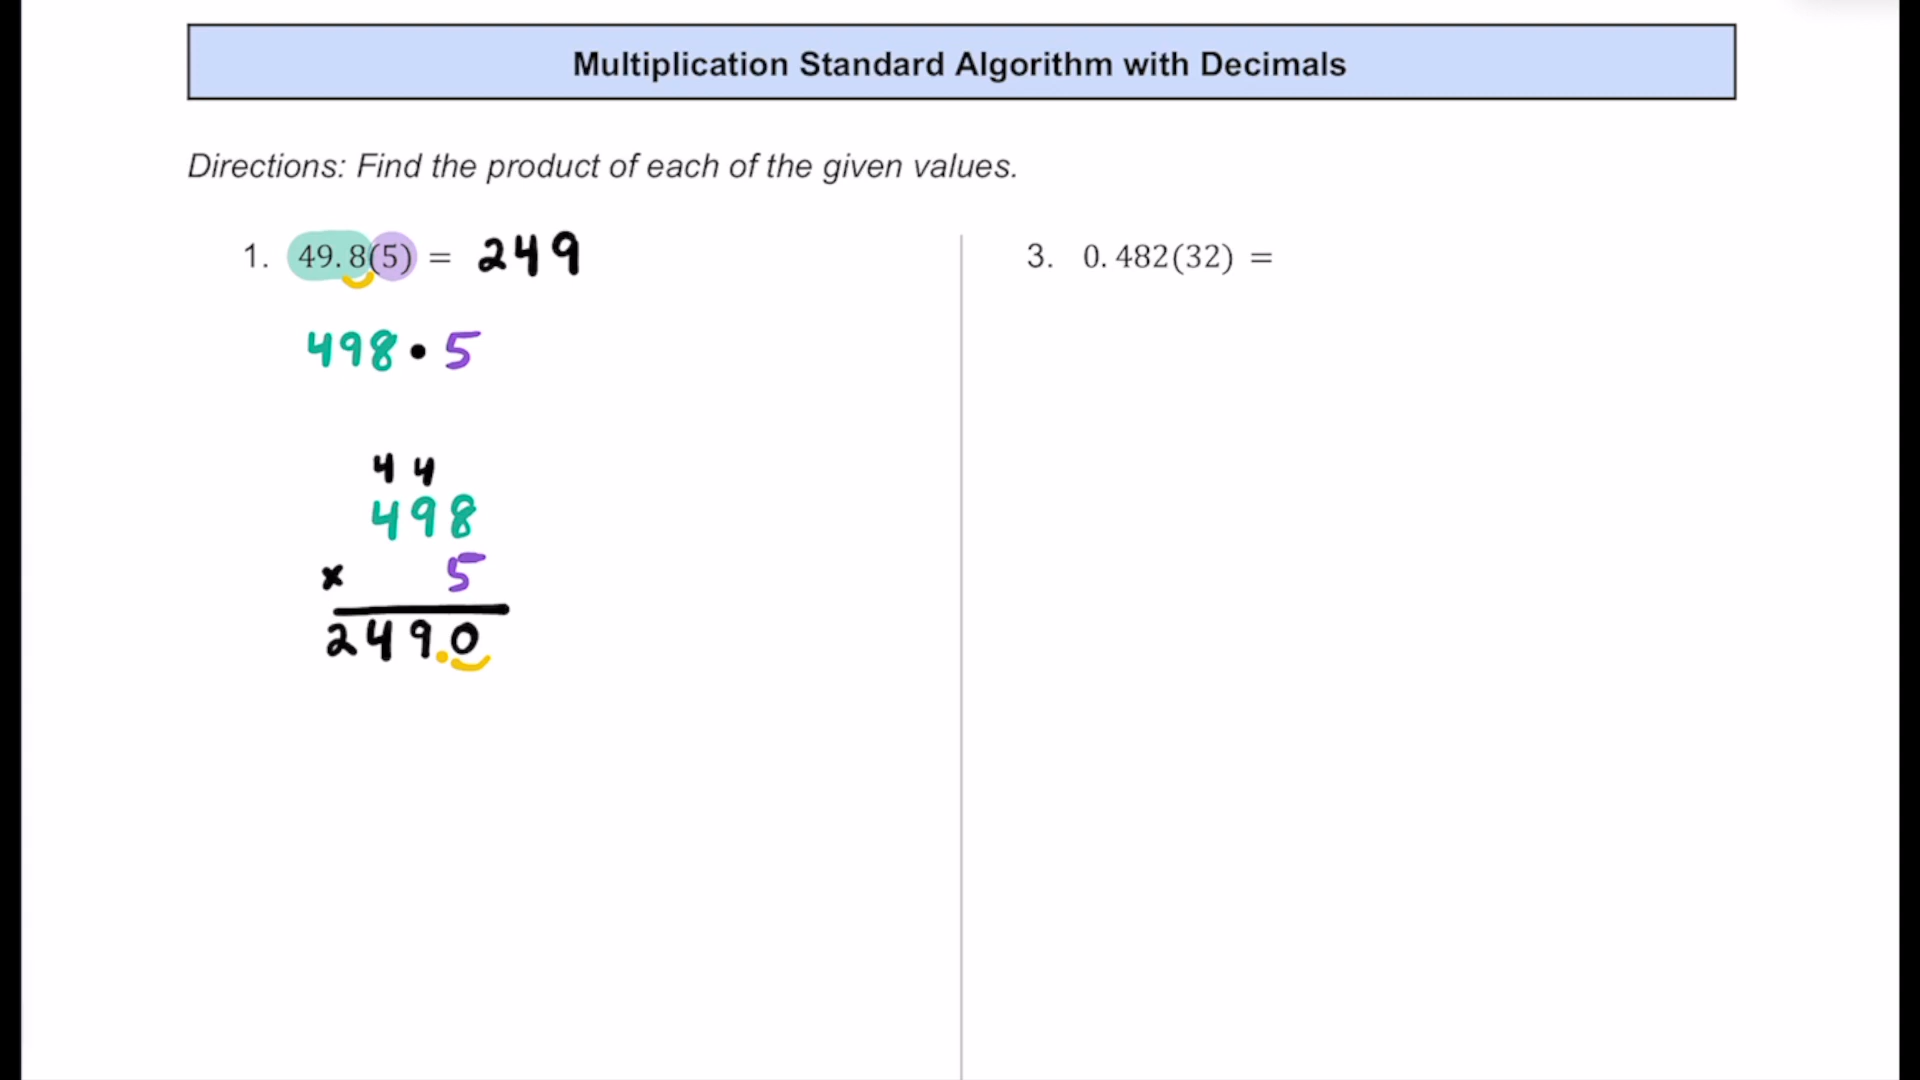 Multiplication Standard Algorithm with Decimals
Directions: Find the product of each of the given values.
1. 49.8(5) = 249
498 • 5
4 4
498
× 5
249.0
3. 0.482(32) =